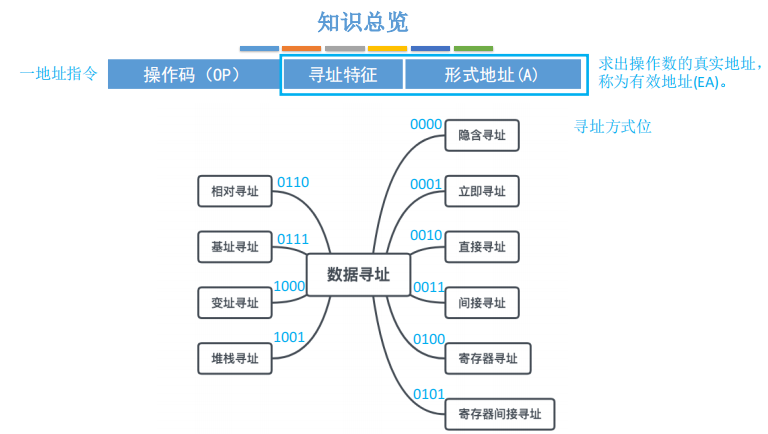 知识总览
一地址指令
操作码（OP）
寻址特征
形式地址(A)
求出操作数的真实地址，
称为有效地址(EA)。
寻址方式位
0000
隐含寻址
0001
立即寻址
0010
直接寻址
0011
间接寻址
0100
寄存器寻址
0101
寄存器间接寻址
数据寻址
0110
相对寻址
0111
基址寻址
1000
变址寻址
1001
堆栈寻址